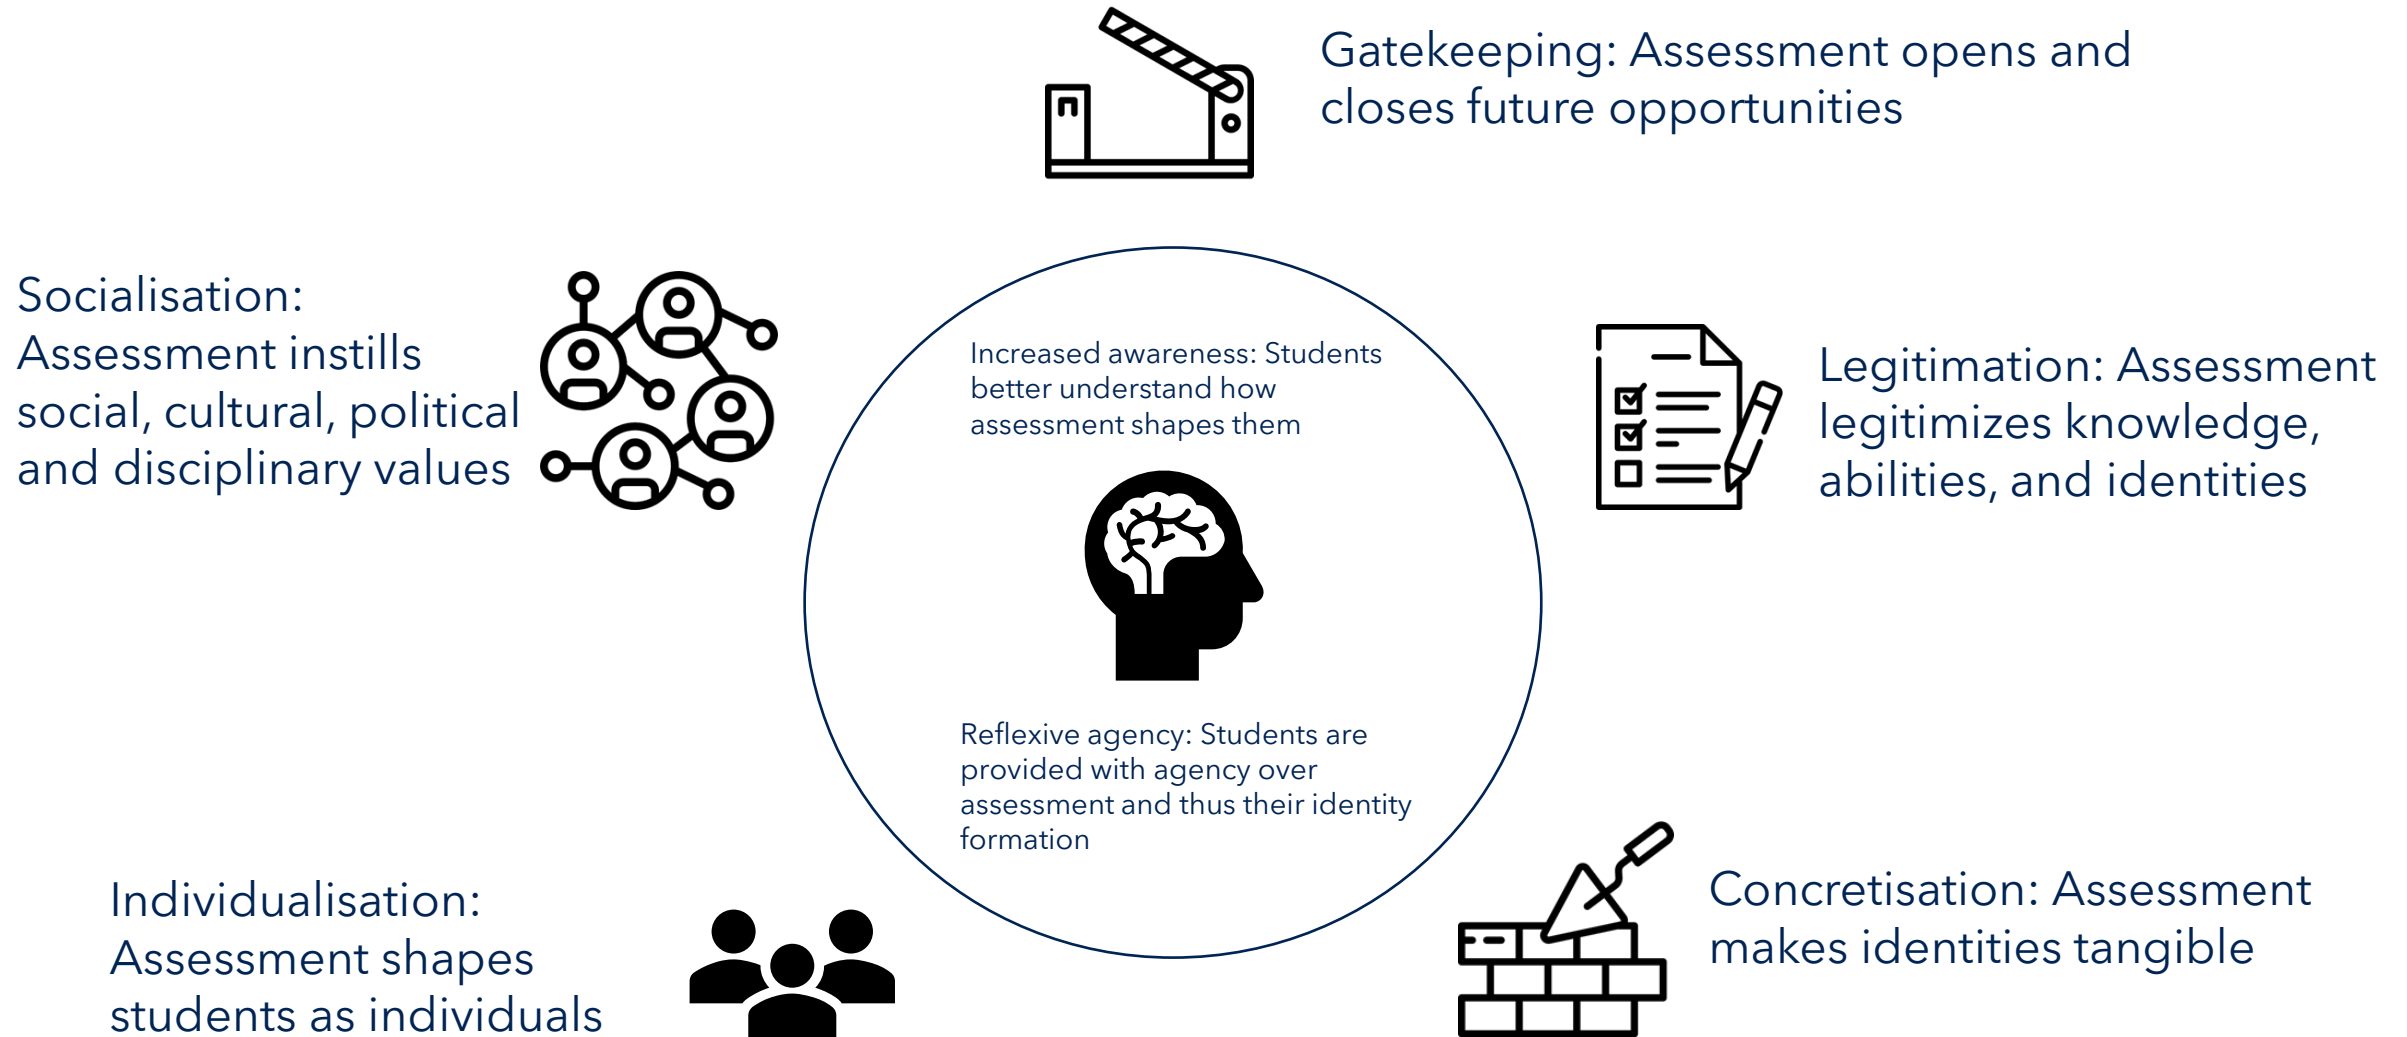 Gatekeeping: Assessment opens and
closes future opportunities
Socialisation:
Assessment instills
social, cultural, political
and disciplinary values
Increased awareness: Students
better understand how
assessment shapes them
Legitimation: Assessment
legitimizes knowledge,
abilities, and identities
Reflexive agency: Students are
provided with agency over
assessment and thus their identity
formation
Individualisation:
Assessment shapes
students as individuals
Concretisation: Assessment
makes identities tangible